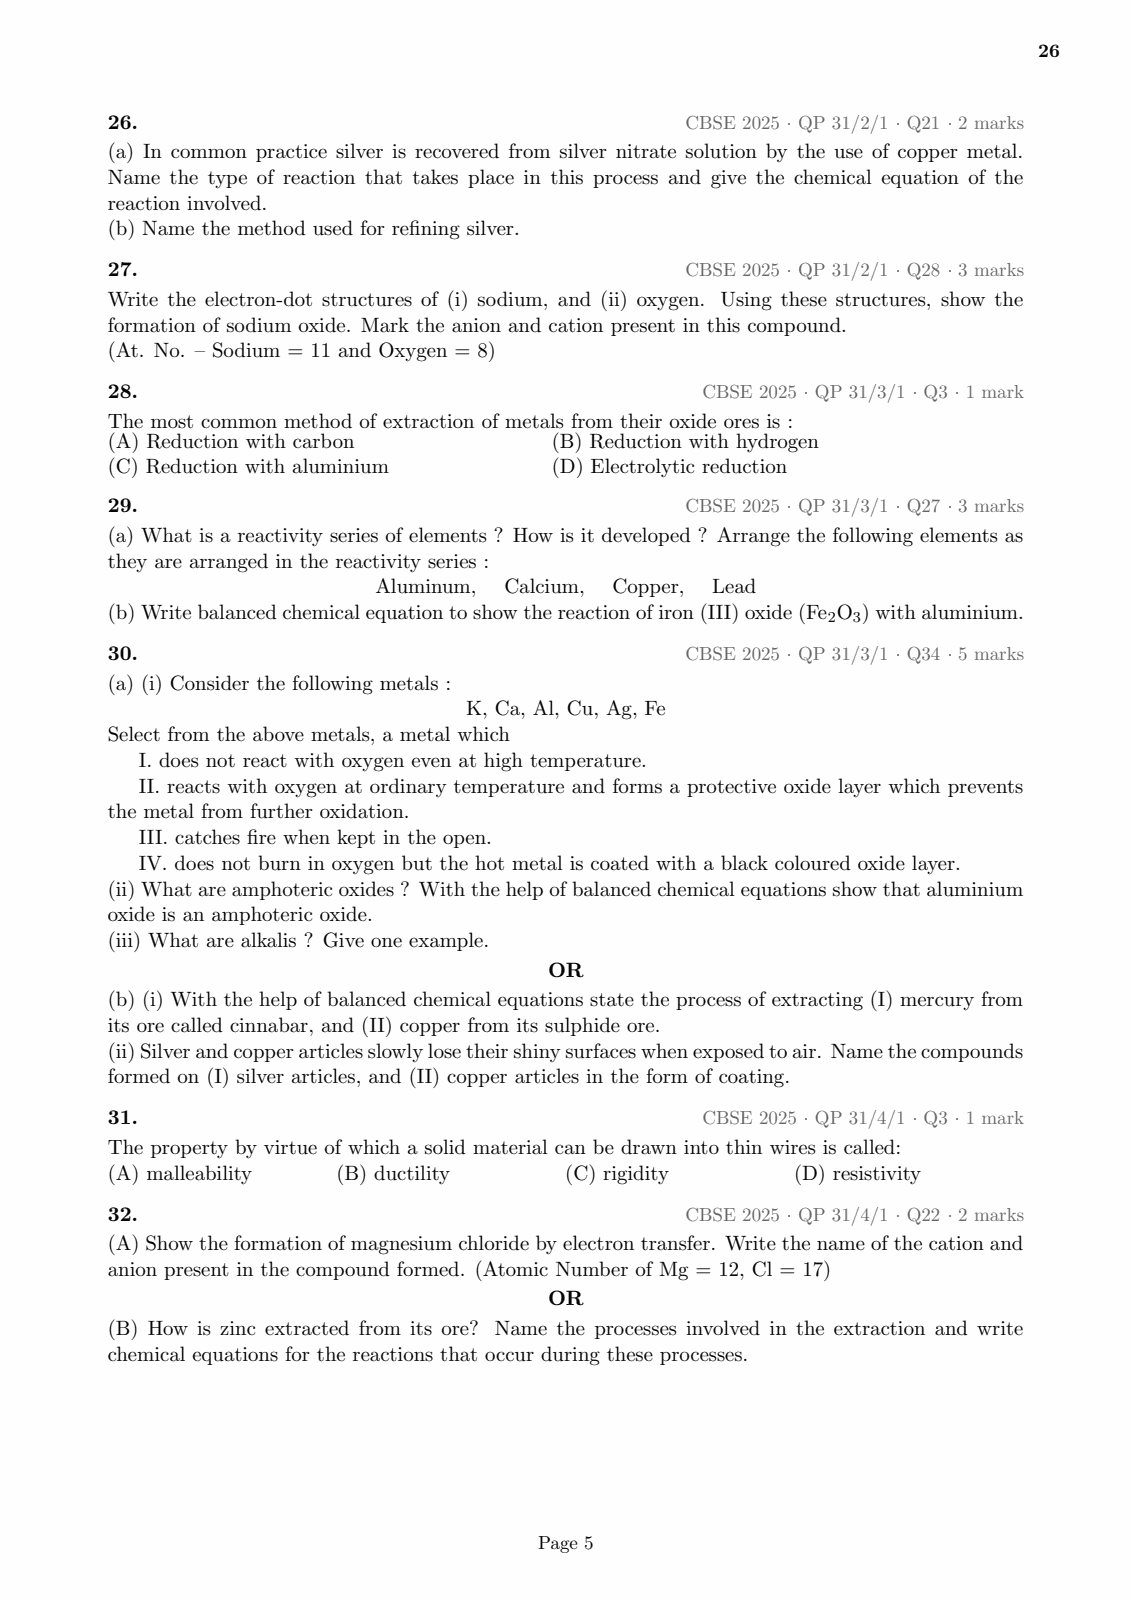 26
26. CBSE 2025 · QP 31/2/1 · Q21 · 2 marks
(a) In common practice silver is recovered from silver nitrate solution by the use of copper metal.
Name the type of reaction that takes place in this process and give the chemical equation of the
reaction involved.
(b) Name the method used for refining silver.
27. CBSE 2025 · QP 31/2/1 · Q28 · 3 marks
Write the electron-dot structures of (i) sodium, and (ii) oxygen. Using these structures, show the
formation of sodium oxide. Mark the anion and cation present in this compound.
(At. No. – Sodium = 11 and Oxygen = 8)
28. CBSE 2025 · QP 31/3/1 · Q3 · 1 mark
The most common method of extraction of metals from their oxide ores is :
(A) Reduction with carbon (B) Reduction with hydrogen
(C) Reduction with aluminium (D) Electrolytic reduction
29. CBSE 2025 · QP 31/3/1 · Q27 · 3 marks
(a) What is a reactivity series of elements ? How is it developed ? Arrange the following elements as
they are arranged in the reactivity series :
Aluminum, Calcium, Copper, Lead
(b) Write balanced chemical equation to show the reaction of iron (III) oxide (Fe₂O₃) with aluminium.
30. CBSE 2025 · QP 31/3/1 · Q34 · 5 marks
(a) (i) Consider the following metals :
K, Ca, Al, Cu, Ag, Fe
Select from the above metals, a metal which
I. does not react with oxygen even at high temperature.
II. reacts with oxygen at ordinary temperature and forms a protective oxide layer which prevents
the metal from further oxidation.
III. catches fire when kept in the open.
IV. does not burn in oxygen but the hot metal is coated with a black coloured oxide layer.
(ii) What are amphoteric oxides ? With the help of balanced chemical equations show that aluminium
oxide is an amphoteric oxide.
(iii) What are alkalis ? Give one example.
OR
(b) (i) With the help of balanced chemical equations state the process of extracting (I) mercury from
its ore called cinnabar, and (II) copper from its sulphide ore.
(ii) Silver and copper articles slowly lose their shiny surfaces when exposed to air. Name the compounds
formed on (I) silver articles, and (II) copper articles in the form of coating.
31. CBSE 2025 · QP 31/4/1 · Q3 · 1 mark
The property by virtue of which a solid material can be drawn into thin wires is called:
(A) malleability (B) ductility (C) rigidity (D) resistivity
32. CBSE 2025 · QP 31/4/1 · Q22 · 2 marks
(A) Show the formation of magnesium chloride by electron transfer. Write the name of the cation and
anion present in the compound formed. (Atomic Number of Mg = 12, Cl = 17)
OR
(B) How is zinc extracted from its ore? Name the processes involved in the extraction and write
chemical equations for the reactions that occur during these processes.
Page 5